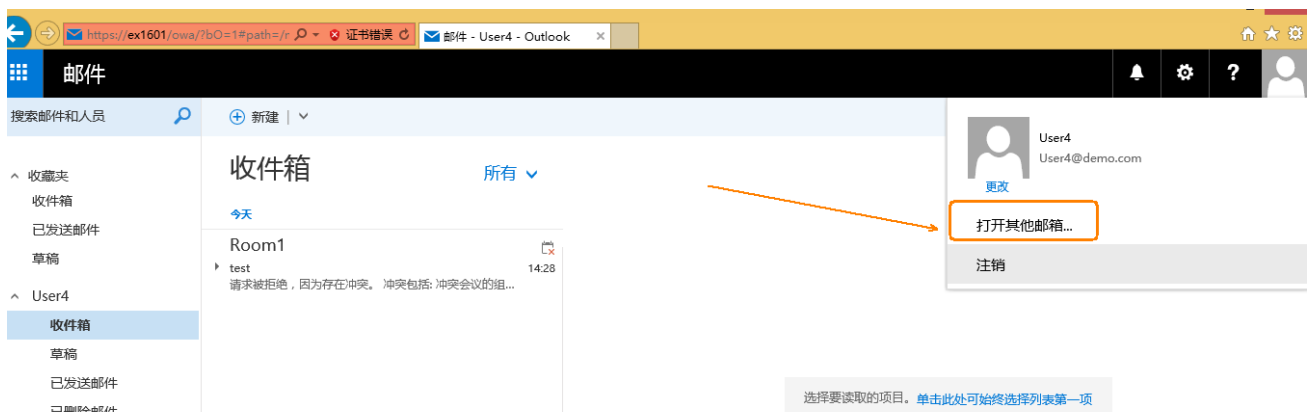 https://ex1601/owa/?bO=1#path=/r 证书错误 邮件 - User4 - Outlook
邮件
搜索邮件和人员
新建
User4
User4@demo.com
更改
打开其他邮箱...
注销
收藏夹
收件箱
已发送邮件
草稿
User4
收件箱
草稿
已发送邮件
已删除邮件
收件箱 所有
今天
Room1
test 14:28
请求被拒绝，因为存在冲突。 冲突包括: 冲突会议的组...
选择要读取的项目。单击此处可始终选择列表第一项